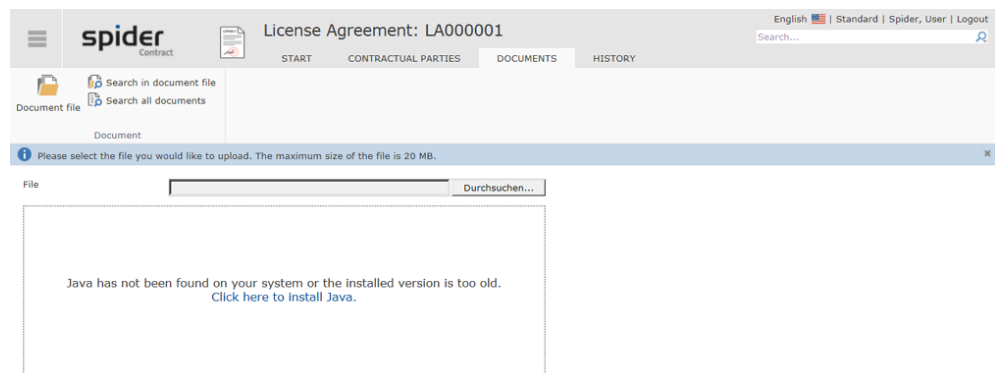 English | Standard | Spider, User | Logout
spider
Contract
License Agreement: LA000001
Search...
START CONTRACTUAL PARTIES DOCUMENTS HISTORY
Document file
Search in document file
Search all documents
Document
Please select the file you would like to upload. The maximum size of the file is 20 MB.
File
Durchsuchen...
Java has not been found on your system or the installed version is too old.
Click here to install Java.